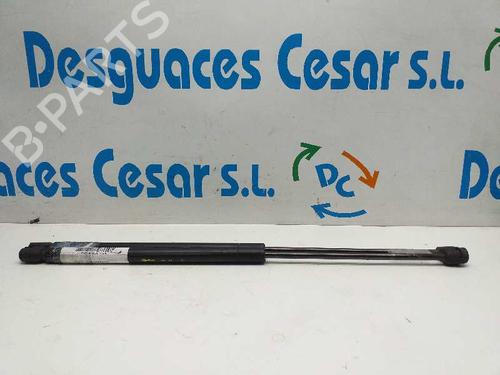 B-PARTS
Desguaces Cesar S.L.
aces Cesar S.L.
DC
De